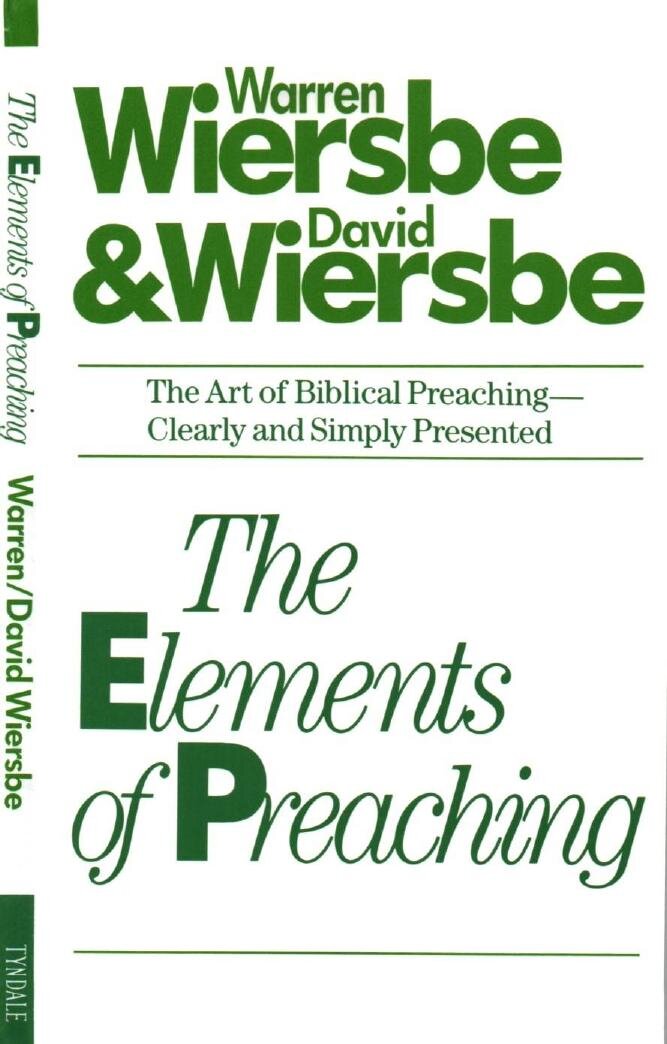 The Elements of Preaching Warren/David Wiersbe TYNDALE
Warren
Wiersbe
David
&Wiersbe
The Art of Biblical Preaching—
Clearly and Simply Presented
The
Elements
of Preaching